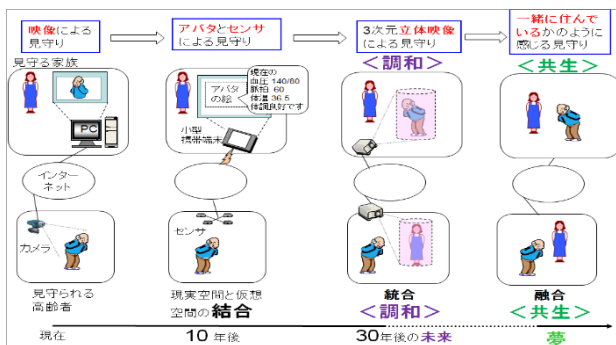 映像による
見守り
アバタとセンサ
による見守り
3次元立体映像
による見守り
一緒に住んで
いるかのように
感じる見守り
見守る家族
PC
アバタ
の絵
現在の
血圧 140/80
脈拍 60
体温 36.5
体調良好です
小型
携帯端末
<調和>
<共生>
インター
ネット
カメラ
センサ
見守られる
高齢者
現実空間と仮想
空間の結合
統合
<調和>
融合
<共生>
現在
10年後
30年後の未来
夢